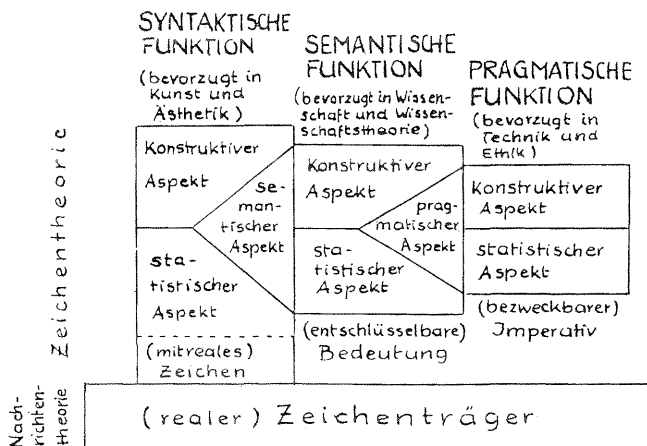 SYNTAKTISCHE
FUNKTION
(bevorzugt in
Kunst und
Ästhetik)
SEMANTISCHE
FUNKTION
(bevorzugt in Wissen-
schaft und Wissen-
schaftstheorie)
PRAGMATISCHE
FUNKTION
(bevorzugt in
Technik und
Ethik)
Zeichentheorie
Konstruktiver
Aspekt
se-
man-
tischer
Aspekt
sta-
tistischer
Aspekt
(mitreales)
Zeichen
Konstruktiver
Aspekt
prag-
matischer
Aspekt
sta-
tistischer
Aspekt
(entschlüsselbare)
Bedeutung
Konstruktiver
Aspekt
statistischer
Aspekt
(bezweckbarer)
Imperativ
Nach-
richten-
theorie
(realer) Zeichenträger